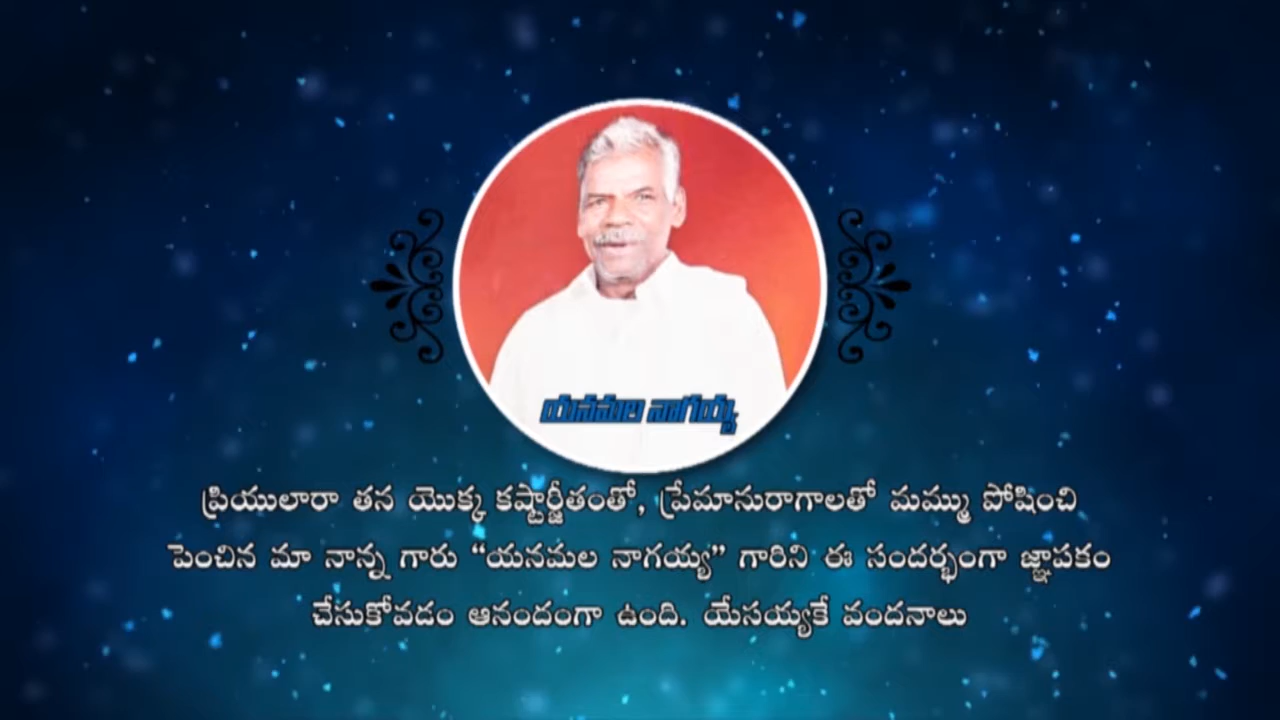 యనమల నాగయ్య
ప్రియులారా తన యొక్క కష్టార్జీతంతో, ప్రేమానురాగాలతో మమ్ము పోషించి
పెంచిన మా నాన్న గారు “యనమల నాగయ్య” గారిని ఈ సందర్భంగా జ్ఞాపకం
చేసుకోవడం ఆనందంగా ఉంది. యేసయ్యకే వందనాలు